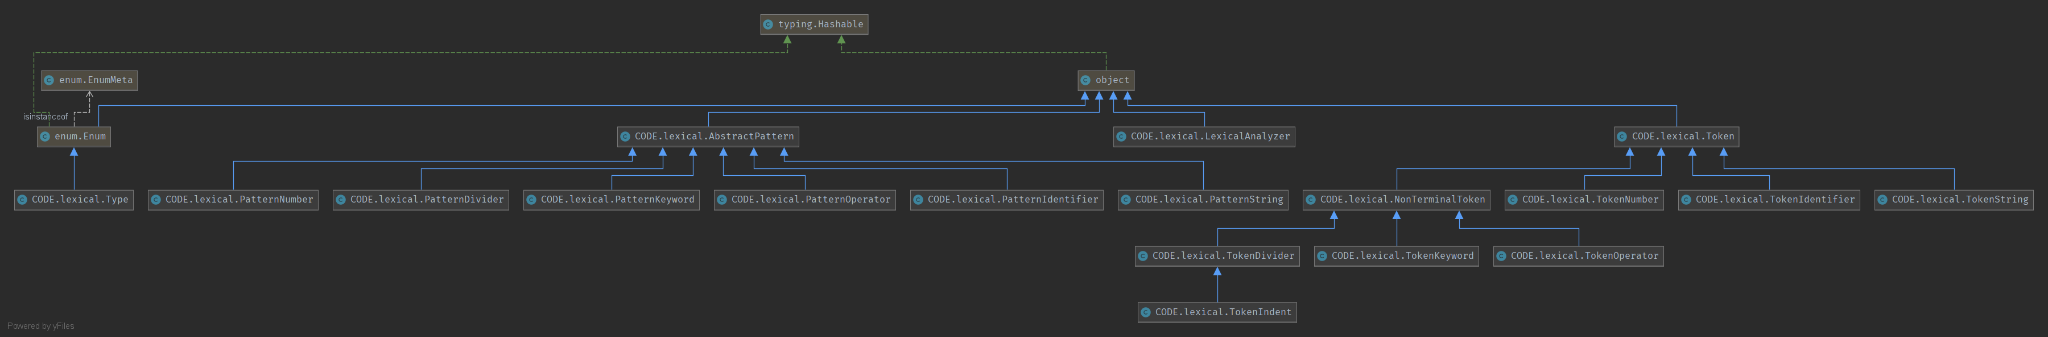 typing.Hashable
enum.EnumMeta
object
isinstanceof
enum.Enum
CODE.lexical.AbstractPattern
CODE.lexical.LexicalAnalyzer
CODE.lexical.Token
CODE.lexical.Type
CODE.lexical.PatternNumber
CODE.lexical.PatternDivider
CODE.lexical.PatternKeyword
CODE.lexical.PatternOperator
CODE.lexical.PatternIdentifier
CODE.lexical.PatternString
CODE.lexical.NonTerminalToken
CODE.lexical.TokenNumber
CODE.lexical.TokenIdentifier
CODE.lexical.TokenString
CODE.lexical.TokenDivider
CODE.lexical.TokenKeyword
CODE.lexical.TokenOperator
CODE.lexical.TokenIndent
Powered by yFiles